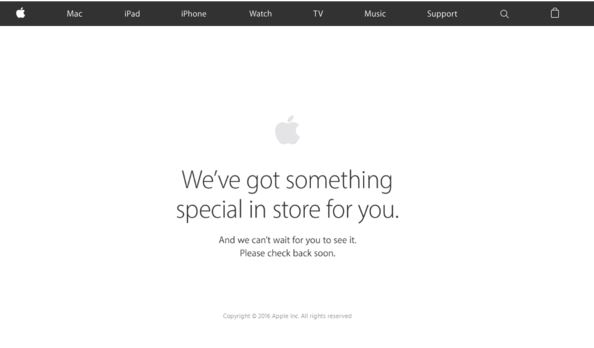 Mac iPad iPhone Watch TV Music Support
We've got something
special in store for you.
And we can't wait for you to see it.
Please check back soon.
Copyright © 2016 Apple Inc. All rights reserved